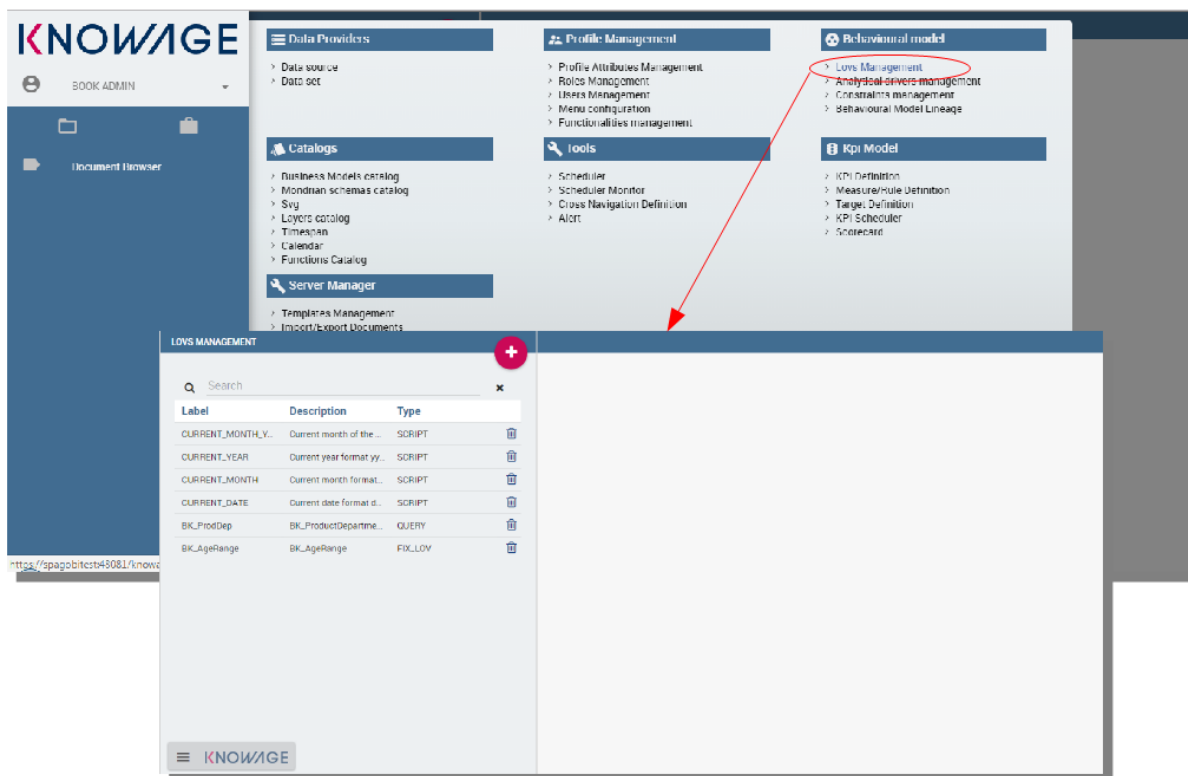 KNOWAGE
BOOK ADMIN
Document Browser
Data Providers
Data source
Data set
Profile Management
Profile Attributes Management
Roles Management
Users Management
Menu configuration
Functionalities management
Behavioural model
Lovs Management
Analytical drivers management
Constraints management
Behavioural Model Lineage
Catalogs
Business Models catalog
Mondrian schemas catalog
Svg
Layers catalog
Timespan
Calendar
Functions Catalog
Tools
Scheduler
Scheduler Monitor
Cross Navigation Definition
Alert
Kpi Model
KPI Definition
Measure/Rule Definition
Target Definition
KPI Scheduler
Scorecard
Server Manager
Templates Management
Import/Export Documents
https://spagobitest:48081/knowa
LOVS MANAGEMENT
+
Search
Label Description Type
CURRENT_MONTH_Y... Current month of the ... SCRIPT
CURRENT_YEAR Current year format yy... SCRIPT
CURRENT_MONTH Current month format... SCRIPT
CURRENT_DATE Current date format d... SCRIPT
BK_ProdDep BK_ProductDepartme... QUERY
BK_AgeRange BK_AgeRange FIX_LOV
KNOWAGE